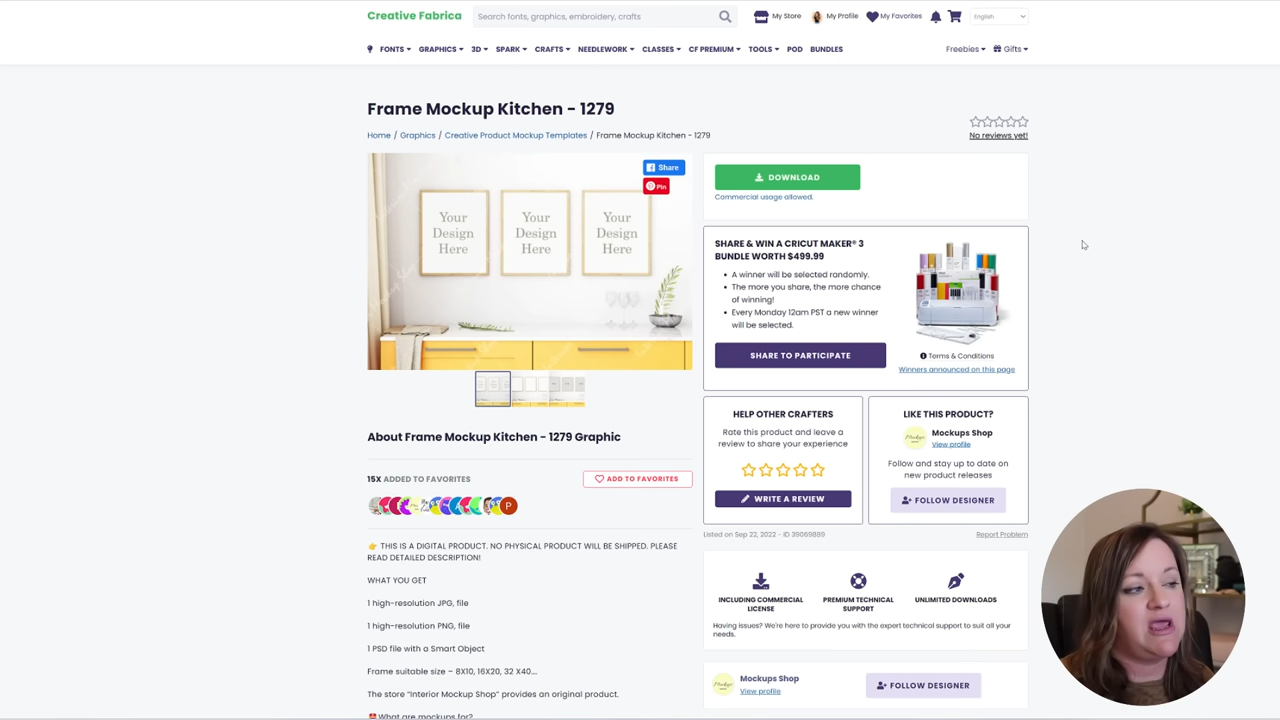 Creative Fabrica
Search fonts, graphics, embroidery, crafts
My Store
My Profile
My Favorites
English
FONTS
GRAPHICS
3D
SPARK
CRAFTS
NEEDLEWORK
CLASSES
CF PREMIUM
TOOLS
POD
BUNDLES
Freebies
Gifts
Frame Mockup Kitchen - 1279
Home / Graphics / Creative Product Mockup Templates / Frame Mockup Kitchen - 1279
No reviews yet!
Share
Pin
Your Design Here
Your Design Here
Your Design Here
DOWNLOAD
Commercial usage allowed.
SHARE & WIN A CRICUT MAKER® 3
BUNDLE WORTH $499.99
• A winner will be selected randomly.
• The more you share, the more chance
of winning!
• Every Monday 12am PST a new winner
will be selected.
SHARE TO PARTICIPATE
Terms & Conditions
Winners announced on this page
HELP OTHER CRAFTERS
Rate this product and leave a
review to share your experience
WRITE A REVIEW
LIKE THIS PRODUCT?
Mockups Shop
View profile
Follow and stay up to date on
new product releases
FOLLOW DESIGNER
About Frame Mockup Kitchen - 1279 Graphic
15X ADDED TO FAVORITES
ADD TO FAVORITES
P
Listed on Sep 22, 2022 - ID 39069889
Report Problem
👉 THIS IS A DIGITAL PRODUCT. NO PHYSICAL PRODUCT WILL BE SHIPPED. PLEASE
READ DETAILED DESCRIPTION!
WHAT YOU GET
1 high-resolution JPG, file
1 high-resolution PNG, file
1 PSD file with a Smart Object
Frame suitable size – 8X10, 16X20, 32 X40...
The store “Interior Mockup Shop” provides an original product.
What are mockups for?
INCLUDING COMMERCIAL
LICENSE
PREMIUM TECHNICAL
SUPPORT
UNLIMITED DOWNLOADS
Having issues? We're here to provide you with the expert technical support to suit all your
needs.
Mockups Shop
View profile
FOLLOW DESIGNER